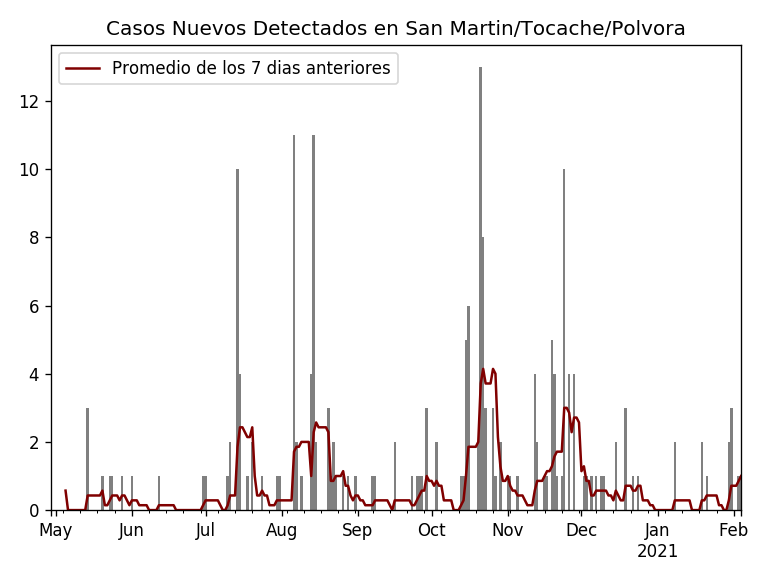 Casos Nuevos Detectados en San Martin/Tocache/Polvora
Promedio de los 7 dias anteriores
12
10
8
6
4
2
0
May Jun Jul Aug Sep Oct Nov Dec Jan Feb
2021